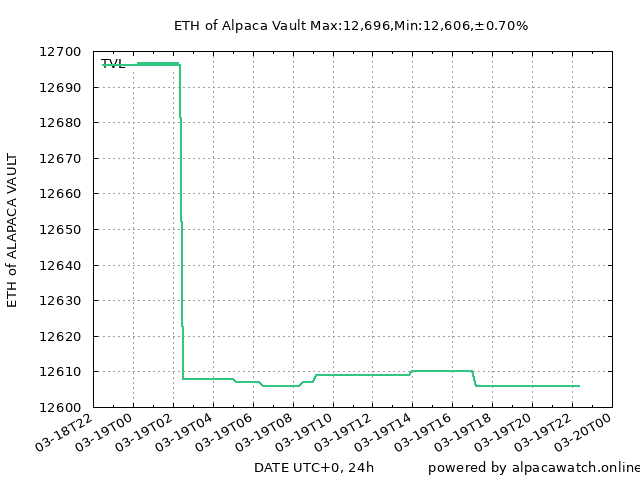 ETH of Alpaca Vault Max:12,696,Min:12,606,±0.70%
12700
TVL
12690
12680
12670
12660
12650
12640
12630
12620
12610
12600
ETH of ALAPACA VAULT
03-18T22
03-19T00
03-19T02
03-19T04
03-19T06
03-19T08
03-19T10
03-19T12
03-19T14
03-19T16
03-19T18
03-19T20
03-19T22
03-20T00
DATE UTC+0, 24h
powered by alpacawatch.online